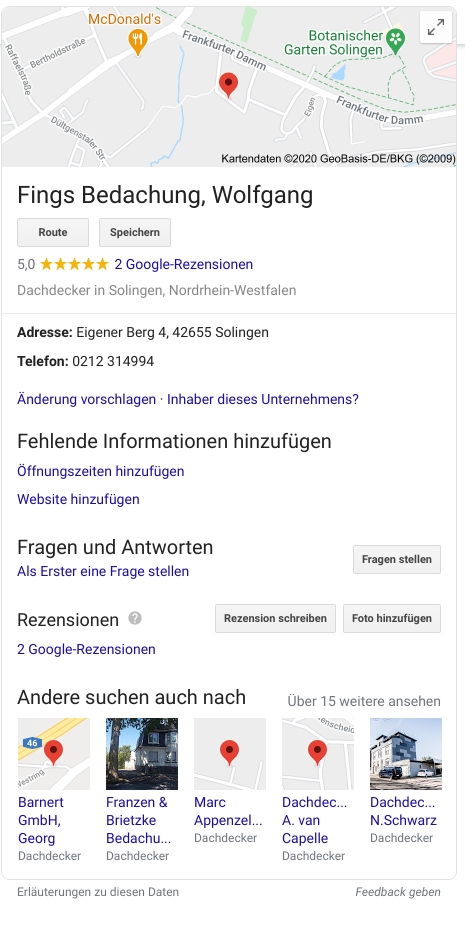 McDonald's
Bertholdstraße
Raffaelstraße
Frankfurter Damm
Botanischer
Garten Solingen
Dültgenstaler Str.
Eigen
Frankfurter Damm
Kartendaten ©2020 GeoBasis-DE/BKG (©2009)
Fings Bedachung, Wolfgang
Route Speichern
5,0 ★★★★★ 2 Google-Rezensionen
Dachdecker in Solingen, Nordrhein-Westfalen
Adresse: Eigener Berg 4, 42655 Solingen
Telefon: 0212 314994
Änderung vorschlagen · Inhaber dieses Unternehmens?
Fehlende Informationen hinzufügen
Öffnungszeiten hinzufügen
Website hinzufügen
Fragen und Antworten
Fragen stellen
Als Erster eine Frage stellen
Rezensionen ? Rezension schreiben Foto hinzufügen
2 Google-Rezensionen
Andere suchen auch nach Über 15 weitere ansehen
46
Barnert
GmbH,
Georg
Dachdecker
Franzen &
Brietzke
Bedachu...
Dachdecker
Marc
Appenzel...
Dachdecker
Dachdec...
A. van
Capelle
Dachdecker
Dachdec...
N.Schwarz
Dachdecker
Erläuterungen zu diesen Daten Feedback geben